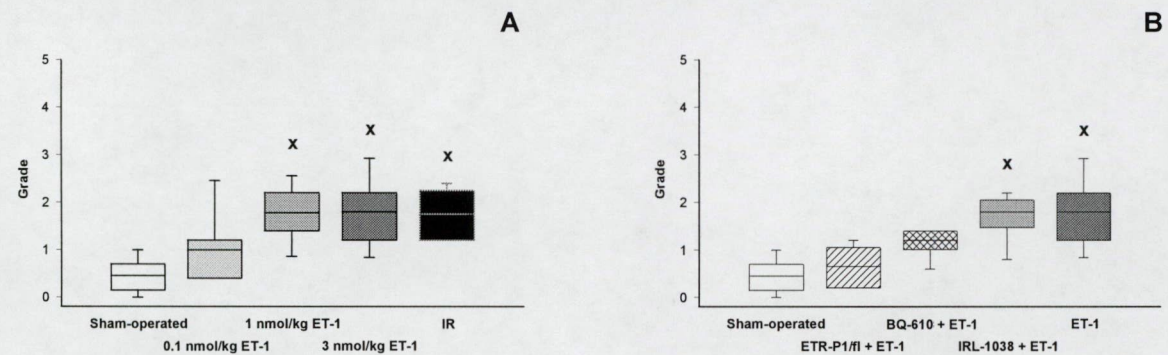 A
5
4
3
2
1
0
Grade
X
X
X
Sham-operated
1 nmol/kg ET-1
IR
0.1 nmol/kg ET-1
3 nmol/kg ET-1
B
5
4
3
2
1
0
Grade
X
X
Sham-operated
BQ-610 + ET-1
ET-1
ETR-P1/fl + ET-1
IRL-1038 + ET-1